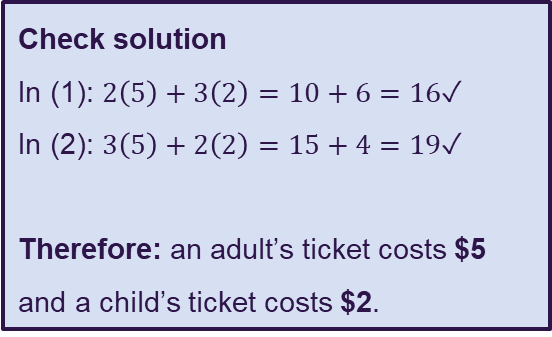 Check solution
In (1): 2(5) + 3(2) = 10 + 6 = 16✓
In (2): 3(5) + 2(2) = 15 + 4 = 19✓
Therefore: an adult’s ticket costs $5
and a child’s ticket costs $2.